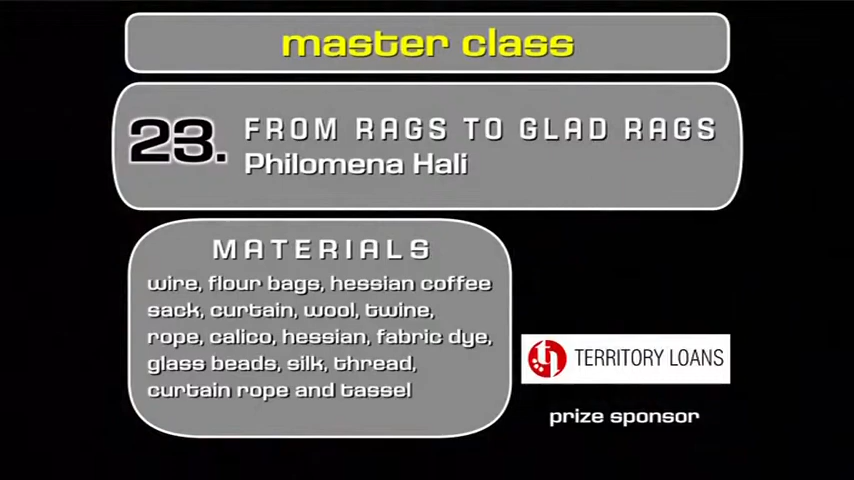 master class
23. FROM RAGS TO GLAD RAGS
Philomena Hali
MATERIALS
wire, flour bags, hessian coffee
sack, curtain, wool, twine,
rope, calico, hessian, fabric dye,
glass beads, silk, thread,
curtain rope and tassel
TERRITORY LOANS
prize sponsor